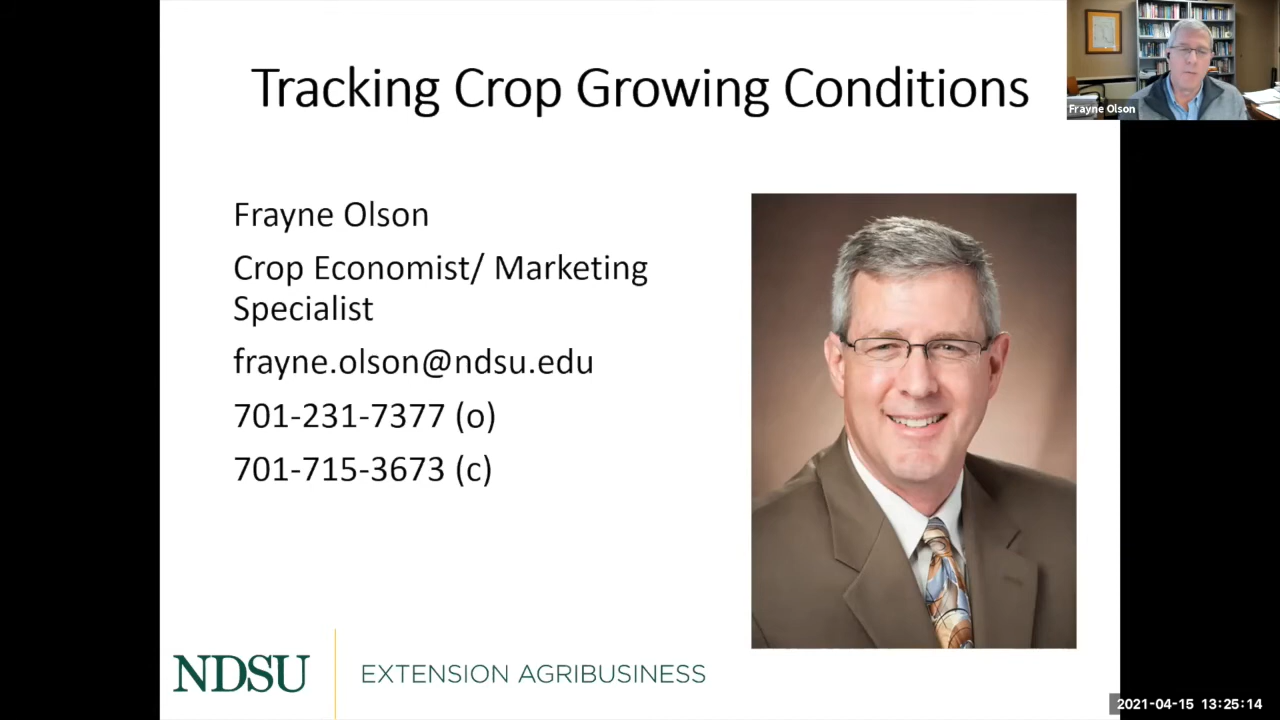 Tracking Crop Growing Conditions
Frayne Olson
Frayne Olson
Crop Economist/ Marketing
Specialist
frayne.olson@ndsu.edu
701-231-7377 (o)
701-715-3673 (c)
NDSU
EXTENSION AGRIBUSINESS
2021-04-15 13:25:14